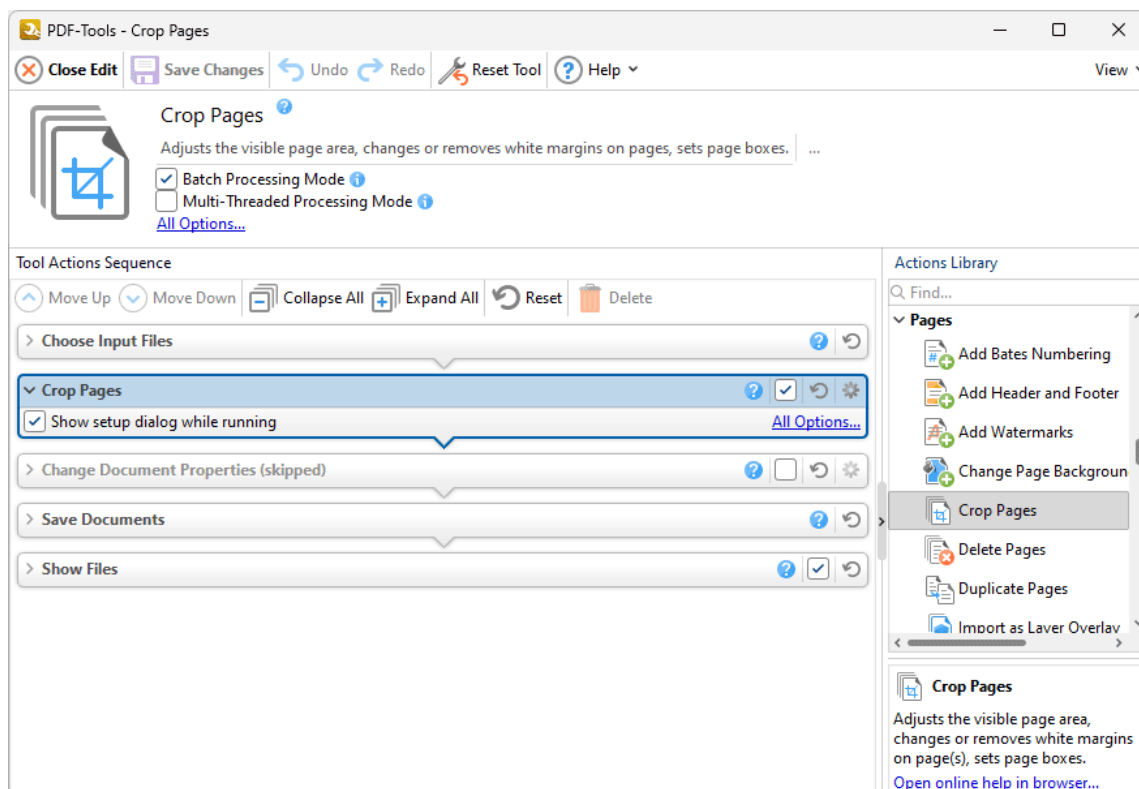 PDF-Tools - Crop Pages
Close Edit Save Changes Undo Redo Reset Tool Help View
Crop Pages
Adjusts the visible page area, changes or removes white margins on pages, sets page boxes. ...
Batch Processing Mode
Multi-Threaded Processing Mode
All Options...
Tool Actions Sequence
Move Up Move Down Collapse All Expand All Reset Delete
Choose Input Files
Crop Pages
Show setup dialog while running All Options...
Change Document Properties (skipped)
Save Documents
Show Files
Actions Library
Find...
Pages
Add Bates Numbering
Add Header and Footer
Add Watermarks
Change Page Backgroun
Crop Pages
Delete Pages
Duplicate Pages
Import as Layer Overlay
Crop Pages
Adjusts the visible page area,
changes or removes white margins
on page(s), sets page boxes.
Open online help in browser...